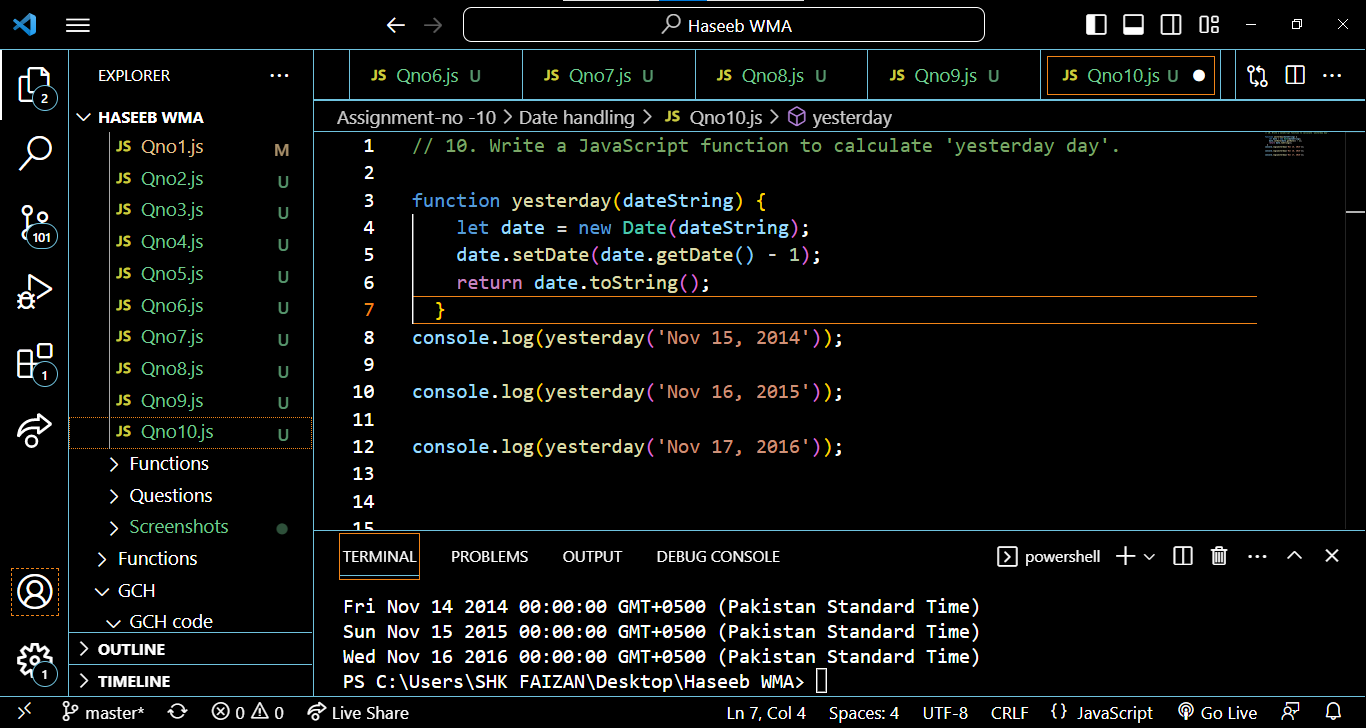 Haseeb WMA
EXPLORER
HASEEB WMA
JS Qno1.js M
JS Qno2.js U
JS Qno3.js U
JS Qno4.js U
JS Qno5.js U
JS Qno6.js U
JS Qno7.js U
JS Qno8.js U
JS Qno9.js U
JS Qno10.js U
Functions
Questions
Screenshots
Functions
GCH
GCH code
OUTLINE
TIMELINE
2
101
1
1
JS Qno6.js U JS Qno7.js U JS Qno8.js U JS Qno9.js U JS Qno10.js U
Assignment-no -10 > Date handling > JS Qno10.js > yesterday
1 // 10. Write a JavaScript function to calculate 'yesterday day'.
2
3 function yesterday(dateString) {
4 let date = new Date(dateString);
5 date.setDate(date.getDate() - 1);
6 return date.toString();
7 }
8 console.log(yesterday('Nov 15, 2014'));
9
10 console.log(yesterday('Nov 16, 2015'));
11
12 console.log(yesterday('Nov 17, 2016'));
13
14
15
TERMINAL PROBLEMS OUTPUT DEBUG CONSOLE powershell
Fri Nov 14 2014 00:00:00 GMT+0500 (Pakistan Standard Time)
Sun Nov 15 2015 00:00:00 GMT+0500 (Pakistan Standard Time)
Wed Nov 16 2016 00:00:00 GMT+0500 (Pakistan Standard Time)
PS C:\Users\SHK FAIZAN\Desktop\Haseeb WMA>
master* 0 0 Live Share Ln 7, Col 4 Spaces: 4 UTF-8 CRLF {} JavaScript Go Live